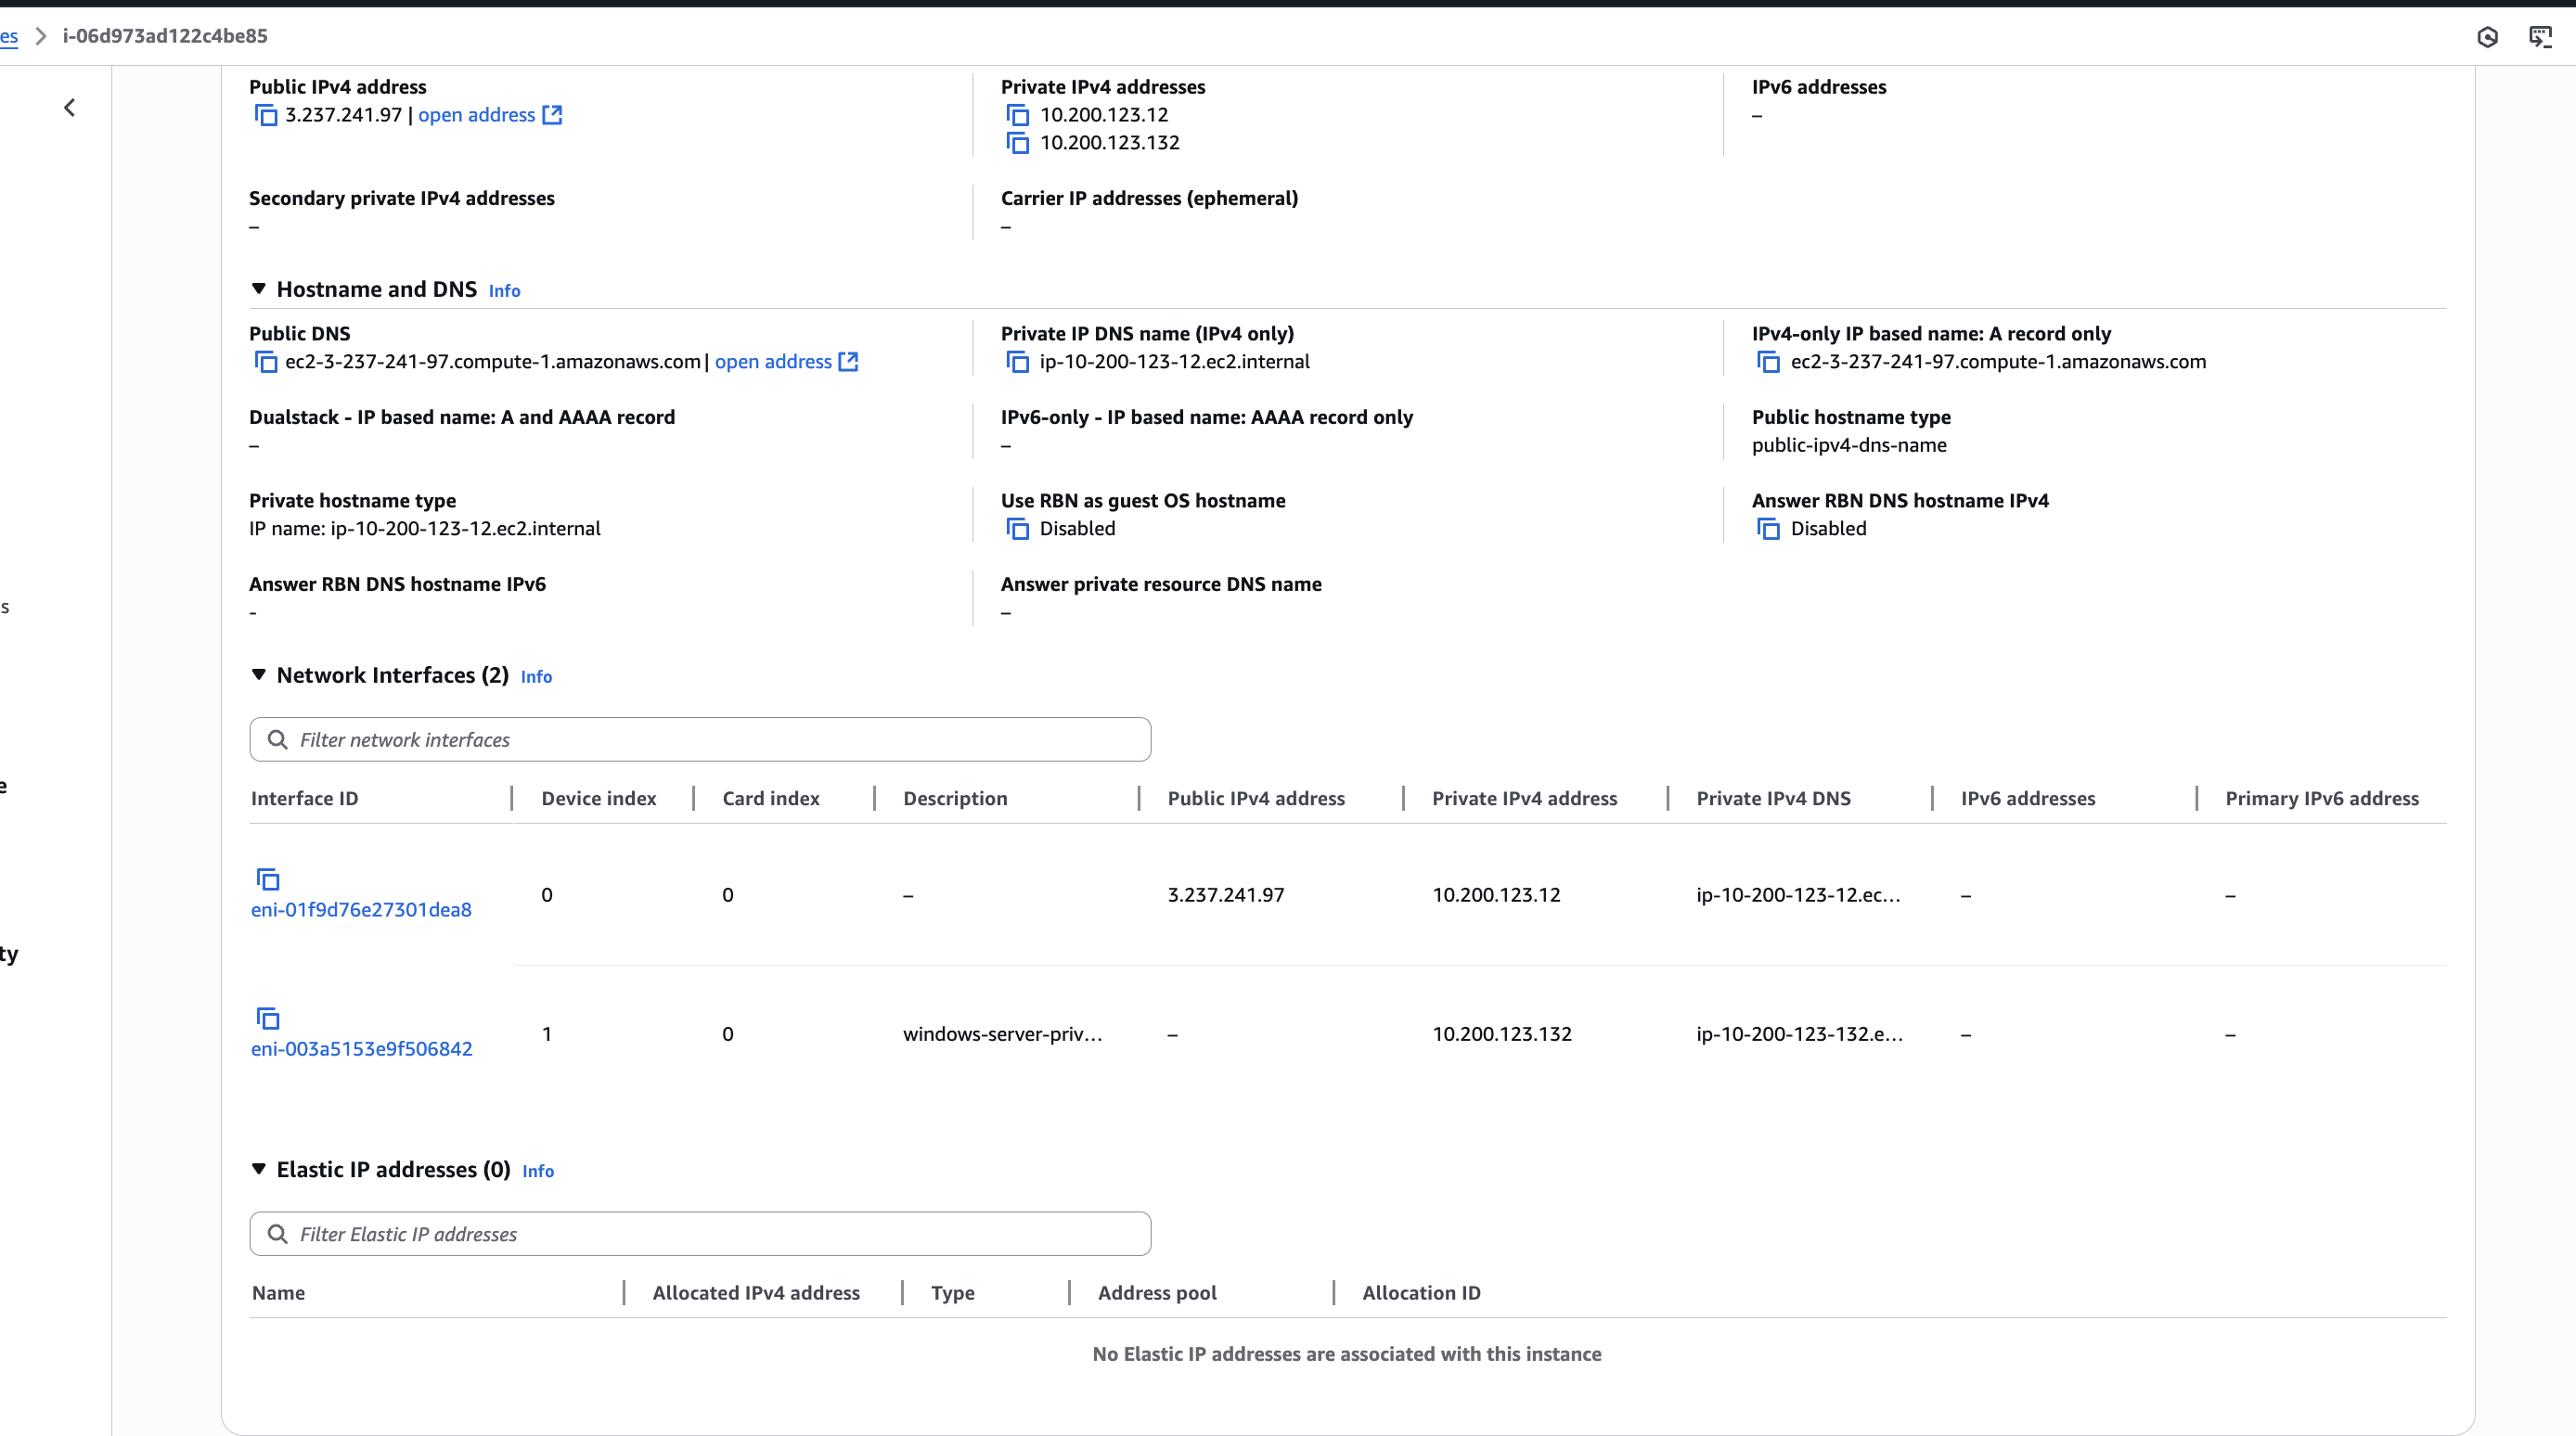 es > i-06d973ad122c4be85
Public IPv4 address
3.237.241.97 | open address
Private IPv4 addresses
10.200.123.12
10.200.123.132
IPv6 addresses
–
Secondary private IPv4 addresses
–
Carrier IP addresses (ephemeral)
–
Hostname and DNS Info
Public DNS
ec2-3-237-241-97.compute-1.amazonaws.com | open address
Private IP DNS name (IPv4 only)
ip-10-200-123-12.ec2.internal
IPv4-only IP based name: A record only
ec2-3-237-241-97.compute-1.amazonaws.com
Dualstack - IP based name: A and AAAA record
–
IPv6-only - IP based name: AAAA record only
–
Public hostname type
public-ipv4-dns-name
Private hostname type
IP name: ip-10-200-123-12.ec2.internal
Use RBN as guest OS hostname
Disabled
Answer RBN DNS hostname IPv4
Disabled
Answer RBN DNS hostname IPv6
-
Answer private resource DNS name
–
s
e
ty
Network Interfaces (2) Info
Filter network interfaces
Interface ID | Device index | Card index | Description | Public IPv4 address | Private IPv4 address | Private IPv4 DNS | IPv6 addresses | Primary IPv6 address
eni-01f9d76e27301dea8 0 0 – 3.237.241.97 10.200.123.12 ip-10-200-123-12.ec… – –
eni-003a5153e9f506842 1 0 windows-server-priv… – 10.200.123.132 ip-10-200-123-132.e… – –
Elastic IP addresses (0) Info
Filter Elastic IP addresses
Name | Allocated IPv4 address | Type | Address pool | Allocation ID
No Elastic IP addresses are associated with this instance